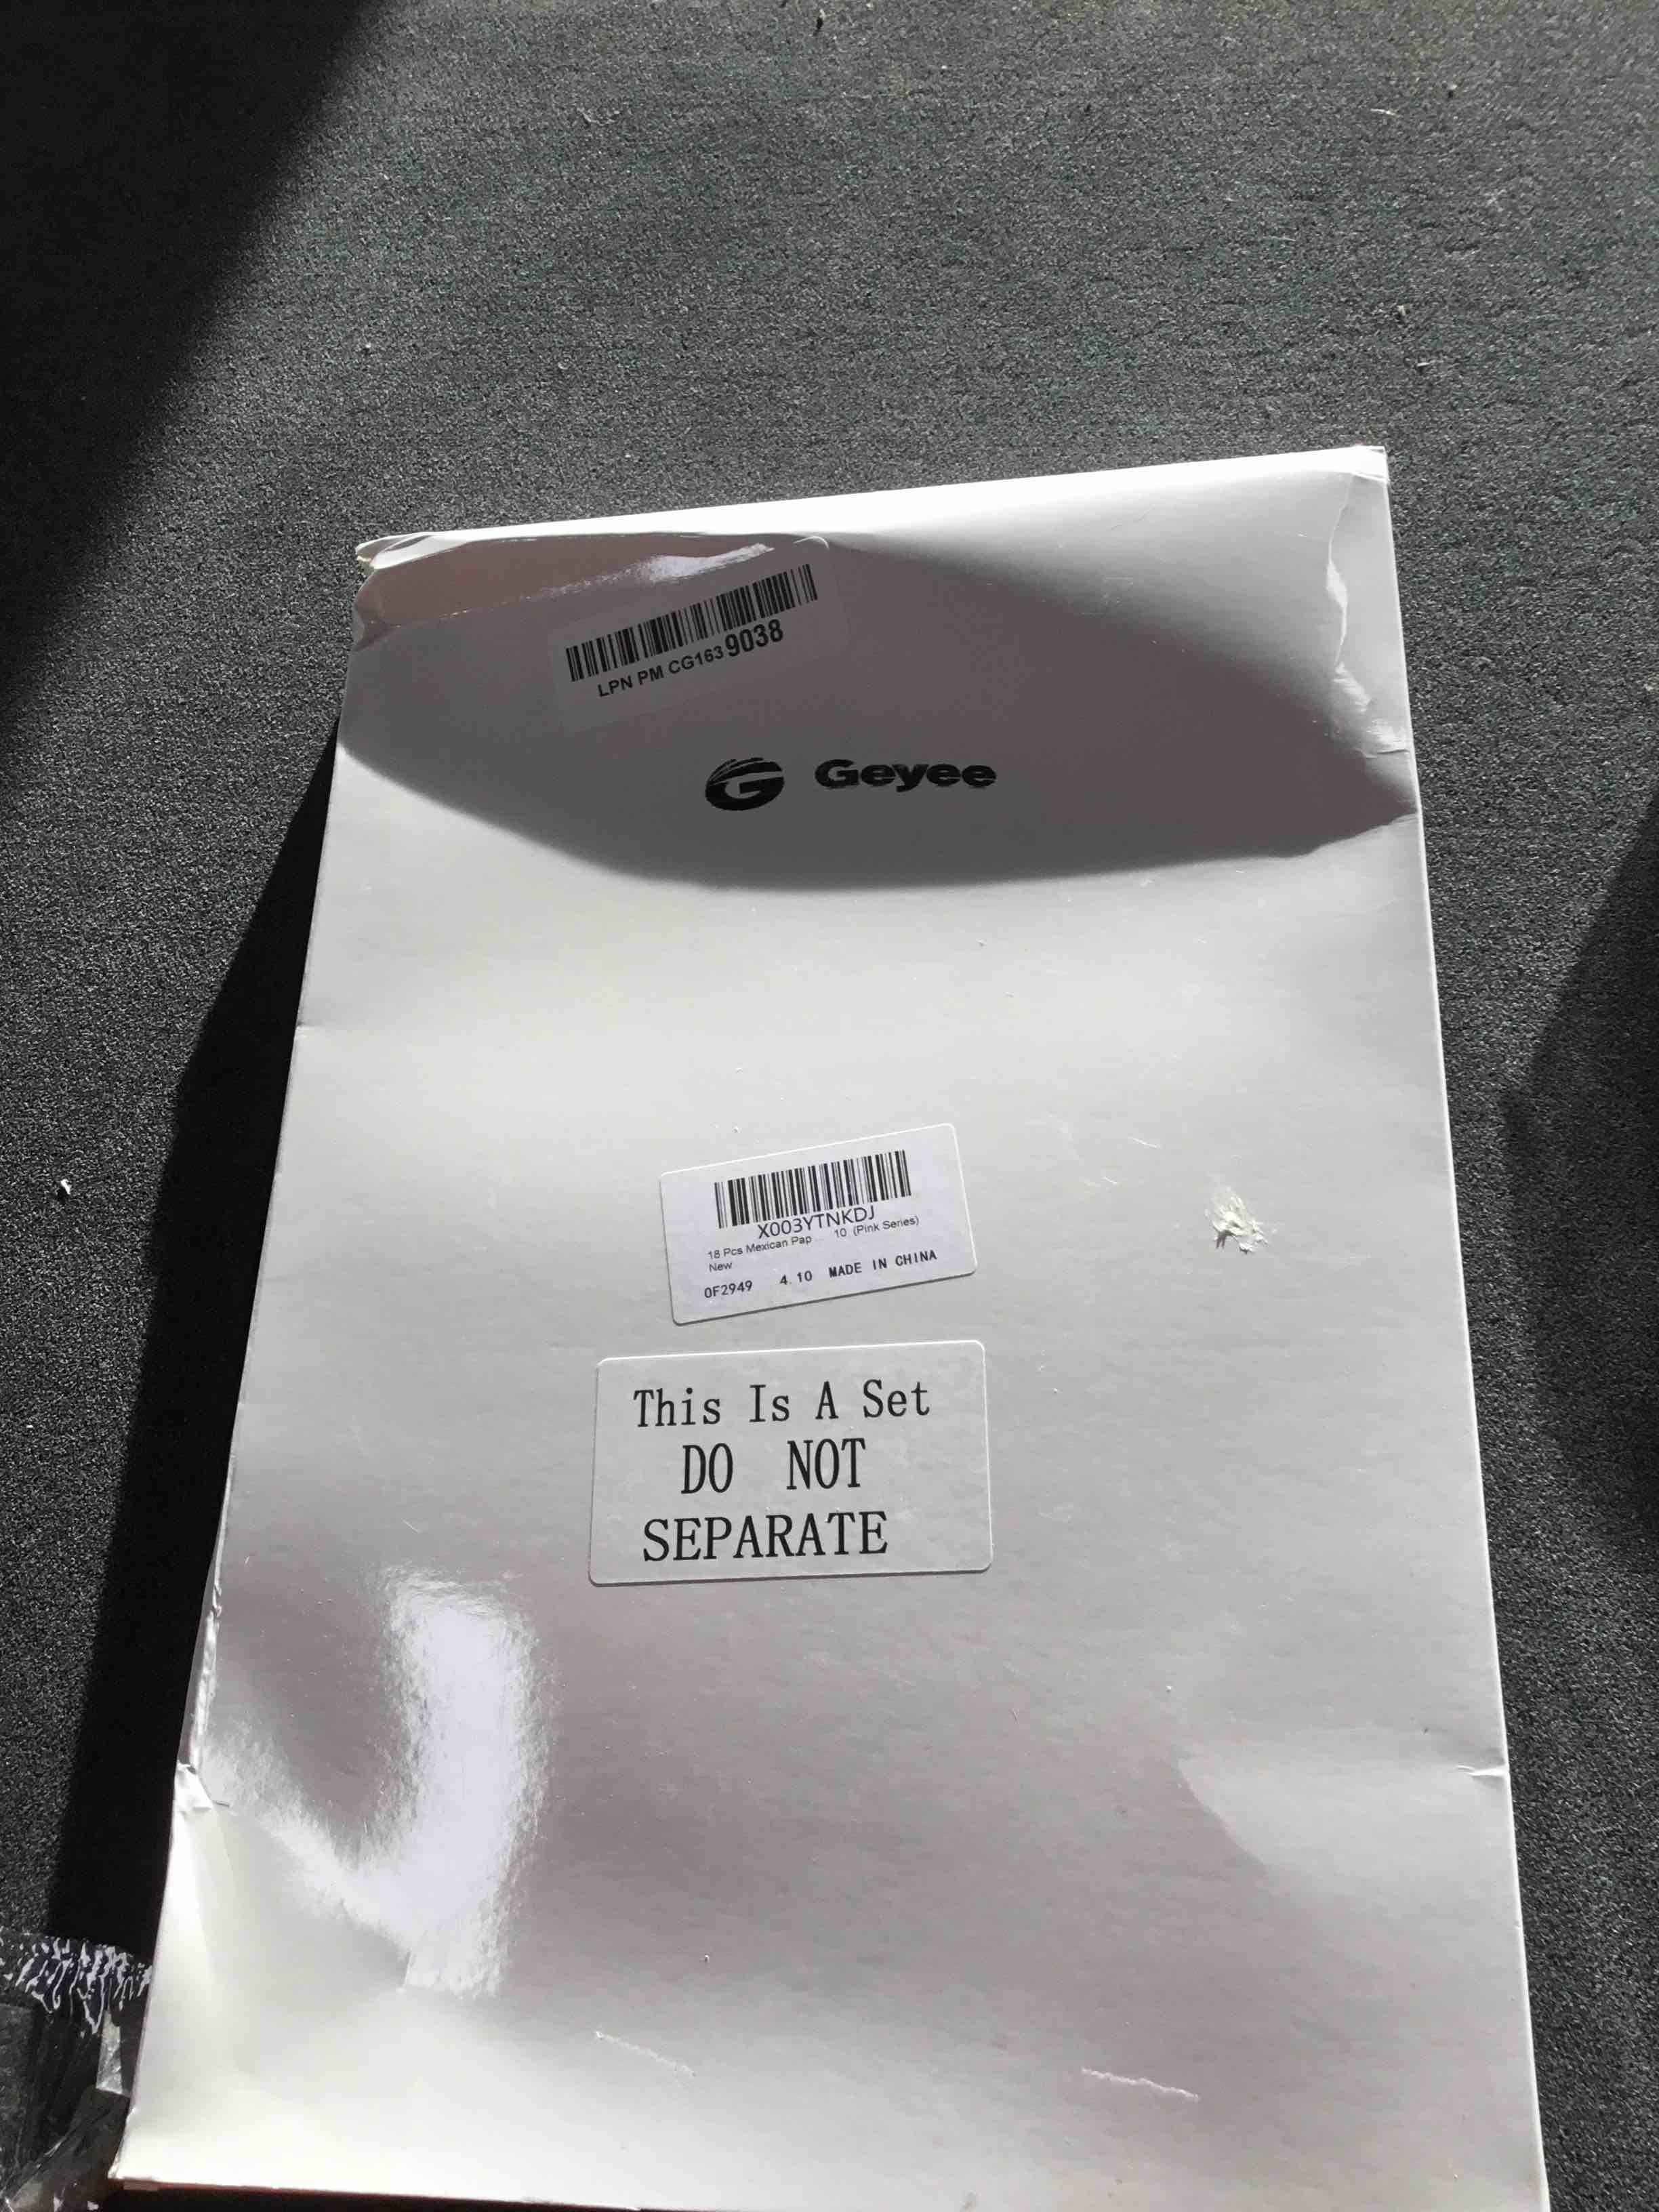 LPN PM CG163 9038
G Geyee
X003YTNKDJ
18 Pcs Mexican Pap ... 10 (Pink Series)
New
0F2949 4.10 MADE IN CHINA
This Is A Set
DO NOT
SEPARATE